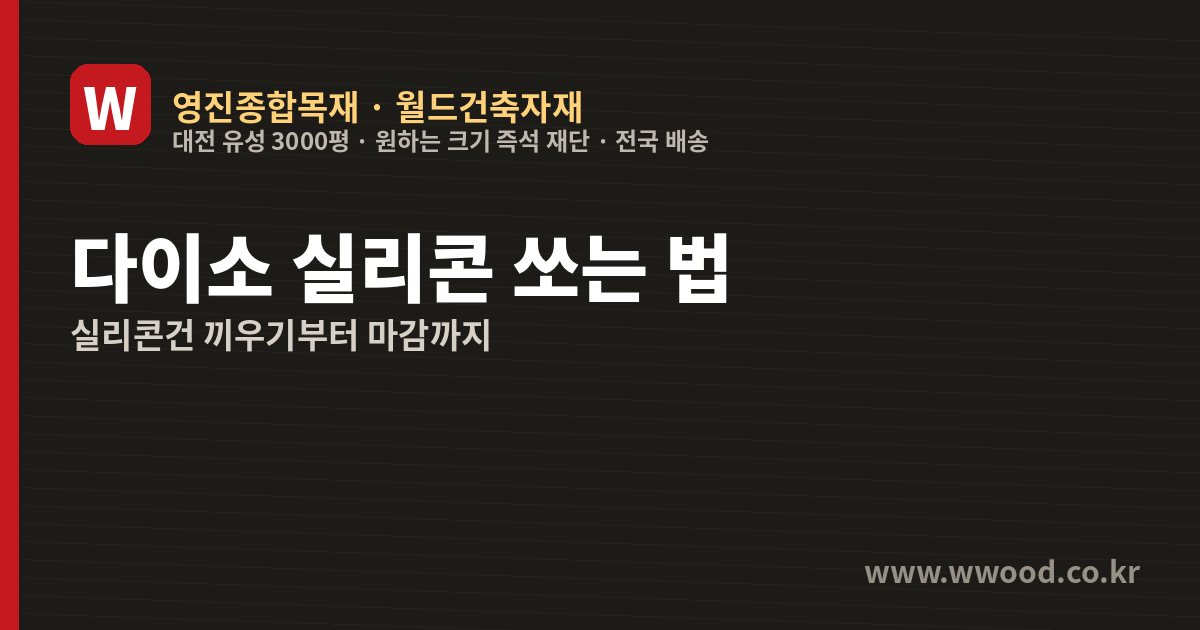 W
영진종합목재 · 월드건축자재
대전 유성 3000평 · 원하는 크기 즉석 재단 · 전국 배송
다이소 실리콘 쏘는 법
실리콘건 끼우기부터 마감까지
www.wwood.co.kr